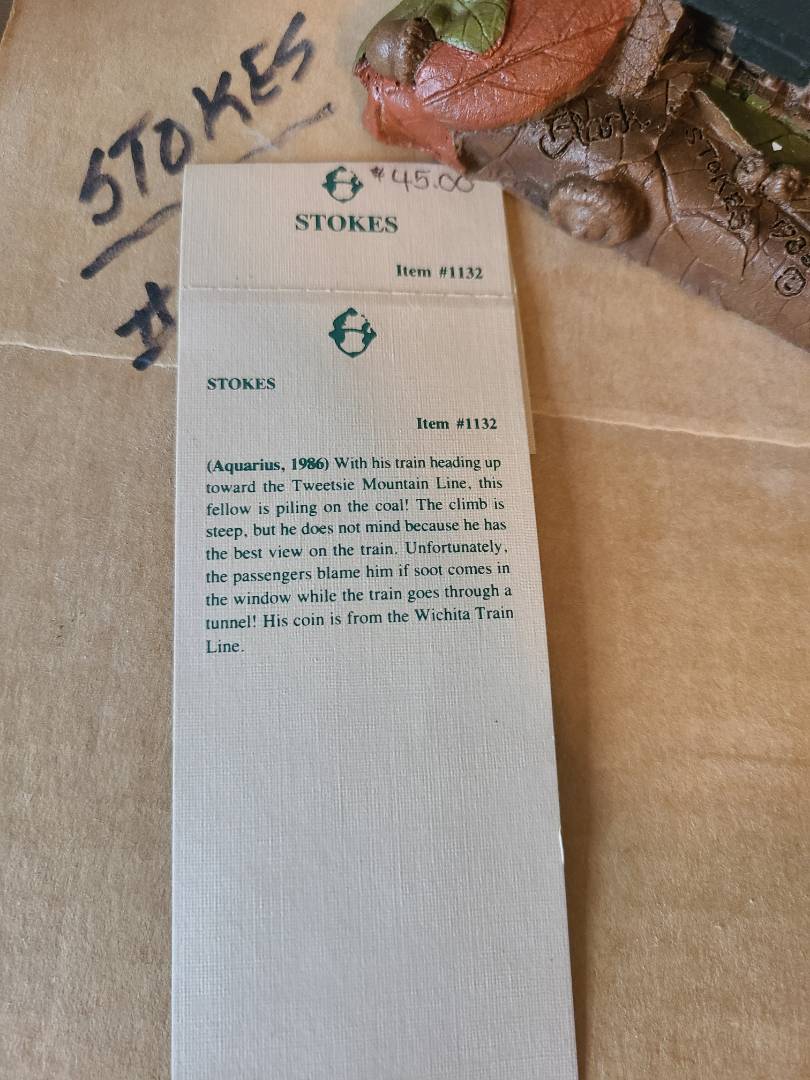 STOKES
$45.00
STOKES
Item #1132
STOKES
Item #1132
(Aquarius, 1986) With his train heading up
toward the Tweetsie Mountain Line, this
fellow is piling on the coal! The climb is
steep, but he does not mind because he has
the best view on the train. Unfortunately,
the passengers blame him if soot comes in
the window while the train goes through a
tunnel! His coin is from the Wichita Train
Line.
STOKES
©